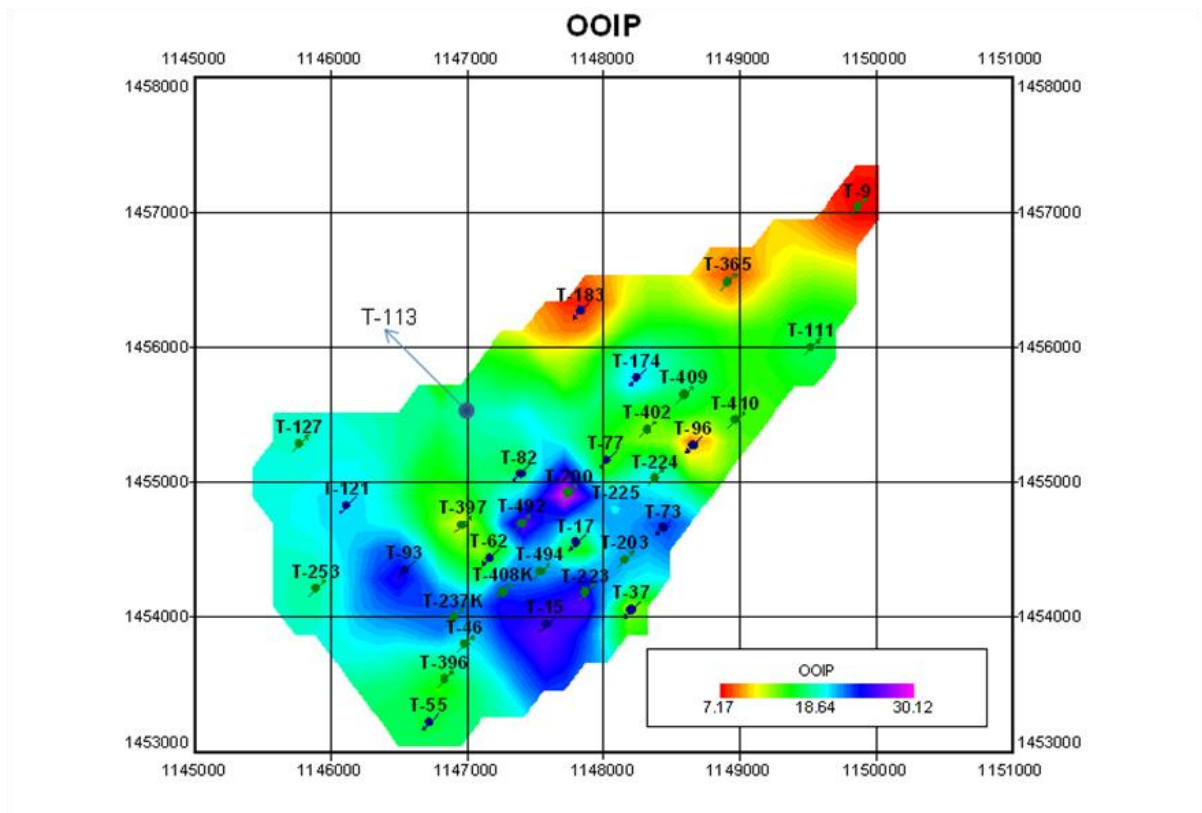 OOIP
1145000 1146000 1147000 1148000 1149000 1150000 1151000
1458000 1458000
T-9
1457000 1457000
T-365
T-183
T-113
T-111
1456000 1456000
T-174
T-409
T-402 T-410
T-127 T-96
T-77
T-82 T-224
1455000 T-200 1455000
T-121 T-225
T-397 T-492 T-73
T-17
T-62 T-203
T-93 T-494
T-253 T-408K T-223
T-37
T-237K T-15
1454000 1454000
T-46
T-396
OOIP
T-55
7.17 18.64 30.12
1453000 1453000
1145000 1146000 1147000 1148000 1149000 1150000 1151000